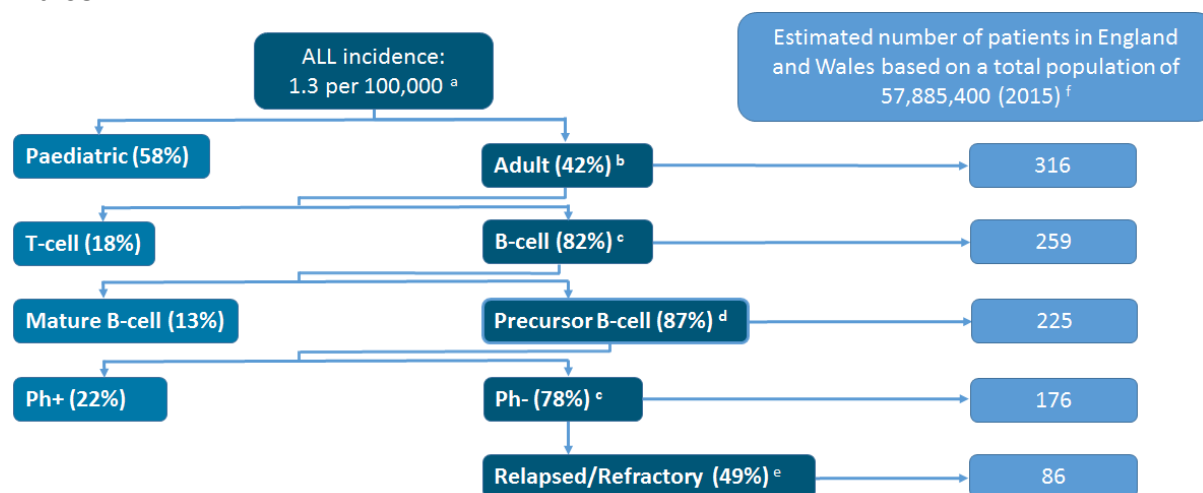 ALL incidence:
1.3 per 100,000 a
Estimated number of patients in England
and Wales based on a total population of
57,885,400 (2015) f
Paediatric (58%)
Adult (42%) b
316
T-cell (18%)
B-cell (82%) c
259
Mature B-cell (13%)
Precursor B-cell (87%) d
225
Ph+ (22%)
Ph- (78%) c
176
Relapsed/Refractory (49%) e
86